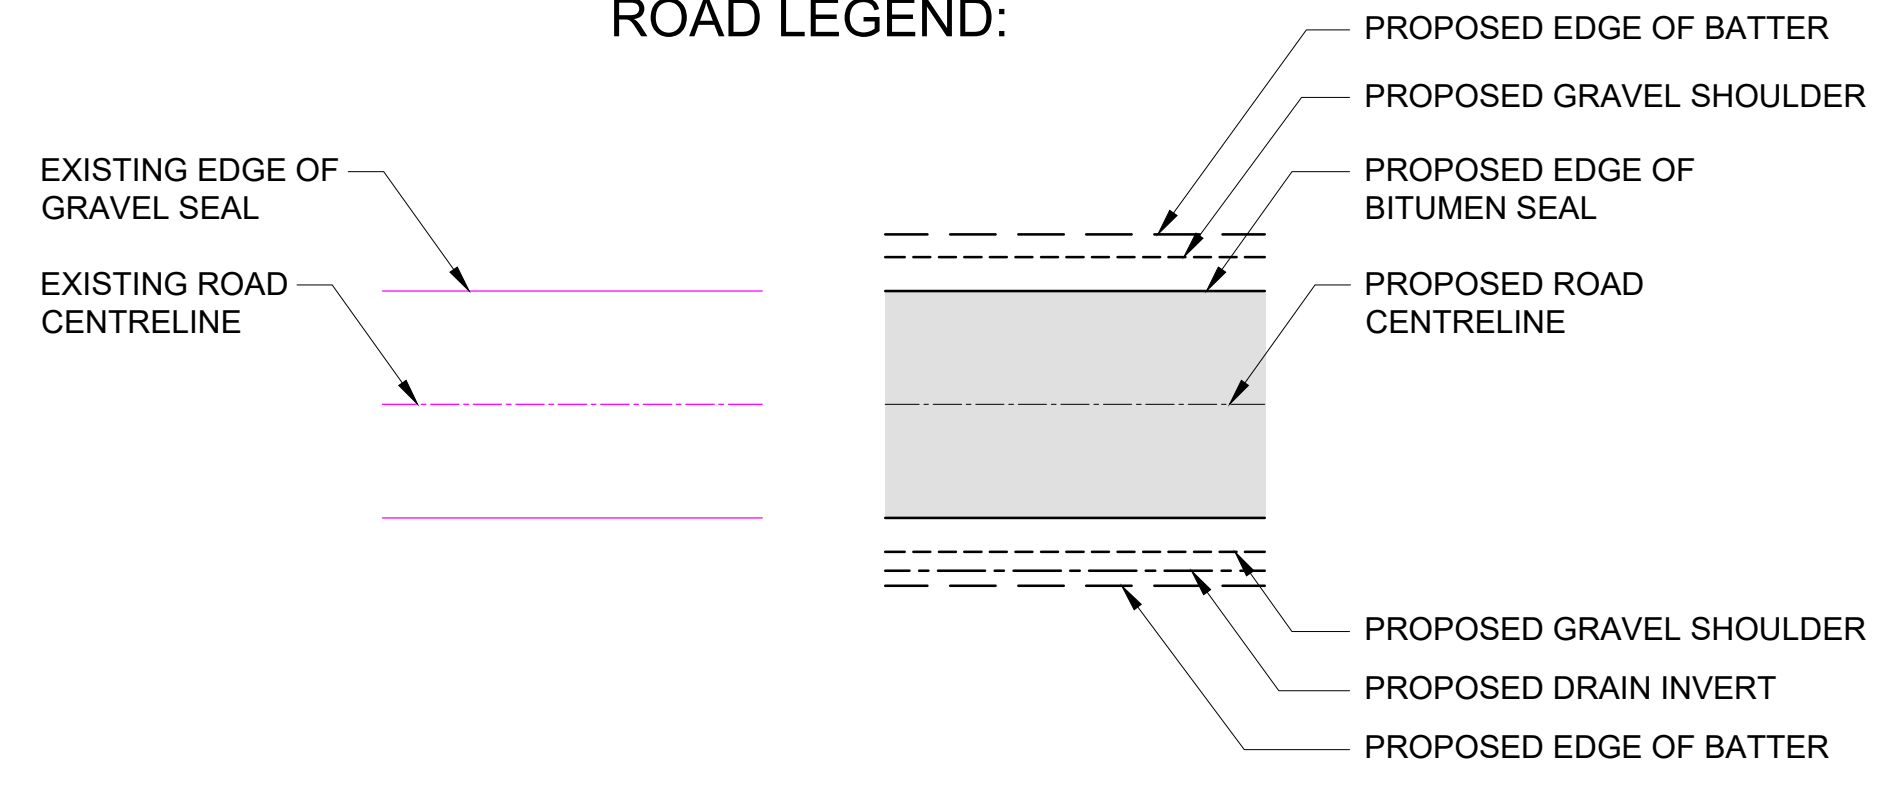 ROAD LEGEND:
EXISTING EDGE OF
GRAVEL SEAL
EXISTING ROAD
CENTRELINE
PROPOSED EDGE OF BATTER
PROPOSED GRAVEL SHOULDER
PROPOSED EDGE OF
BITUMEN SEAL
PROPOSED ROAD
CENTRELINE
PROPOSED GRAVEL SHOULDER
PROPOSED DRAIN INVERT
PROPOSED EDGE OF BATTER